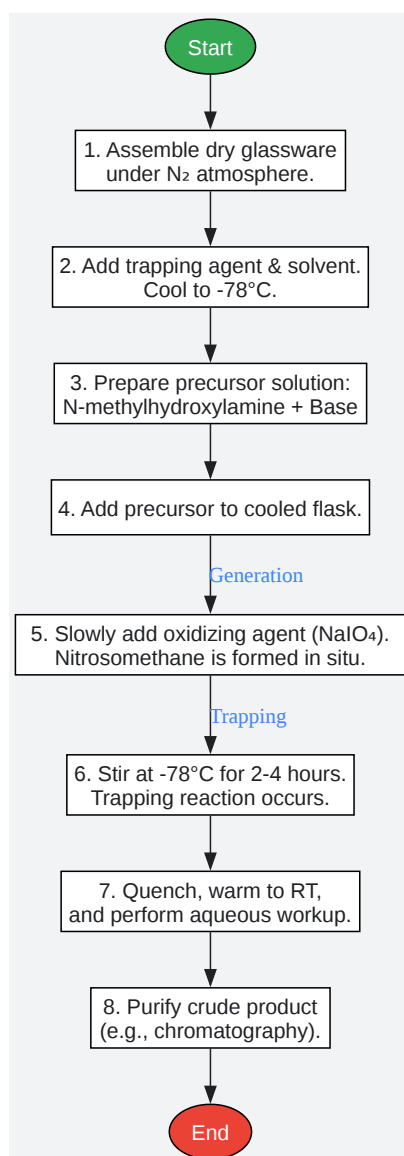 Start
1. Assemble dry glassware
under N₂ atmosphere.
2. Add trapping agent & solvent.
Cool to -78°C.
3. Prepare precursor solution:
N-methylhydroxylamine + Base
4. Add precursor to cooled flask.
Generation
5. Slowly add oxidizing agent (NaIO₄).
Nitrosomethane is formed in situ.
Trapping
6. Stir at -78°C for 2-4 hours.
Trapping reaction occurs.
7. Quench, warm to RT,
and perform aqueous workup.
8. Purify crude product
(e.g., chromatography).
End